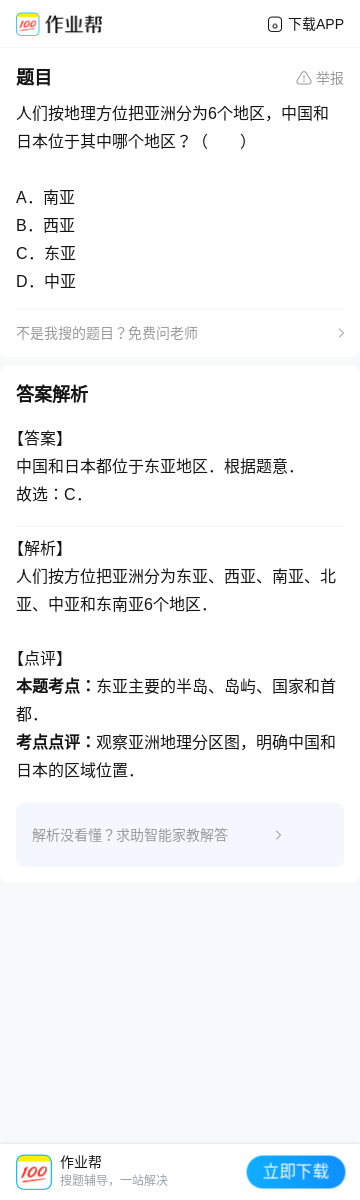 100 作业帮 下载APP
题目 举报
人们按地理方位把亚洲分为6个地区，中国和
日本位于其中哪个地区？（　　）
A．南亚
B．西亚
C．东亚
D．中亚
不是我搜的题目？免费问老师
答案解析
【答案】
中国和日本都位于东亚地区．根据题意．
故选：C．
【解析】
人们按方位把亚洲分为东亚、西亚、南亚、北
亚、中亚和东南亚6个地区．
【点评】
本题考点：东亚主要的半岛、岛屿、国家和首
都．
考点点评：观察亚洲地理分区图，明确中国和
日本的区域位置．
解析没看懂？求助智能家教解答
100 作业帮
搜题辅导，一站解决
立即下载